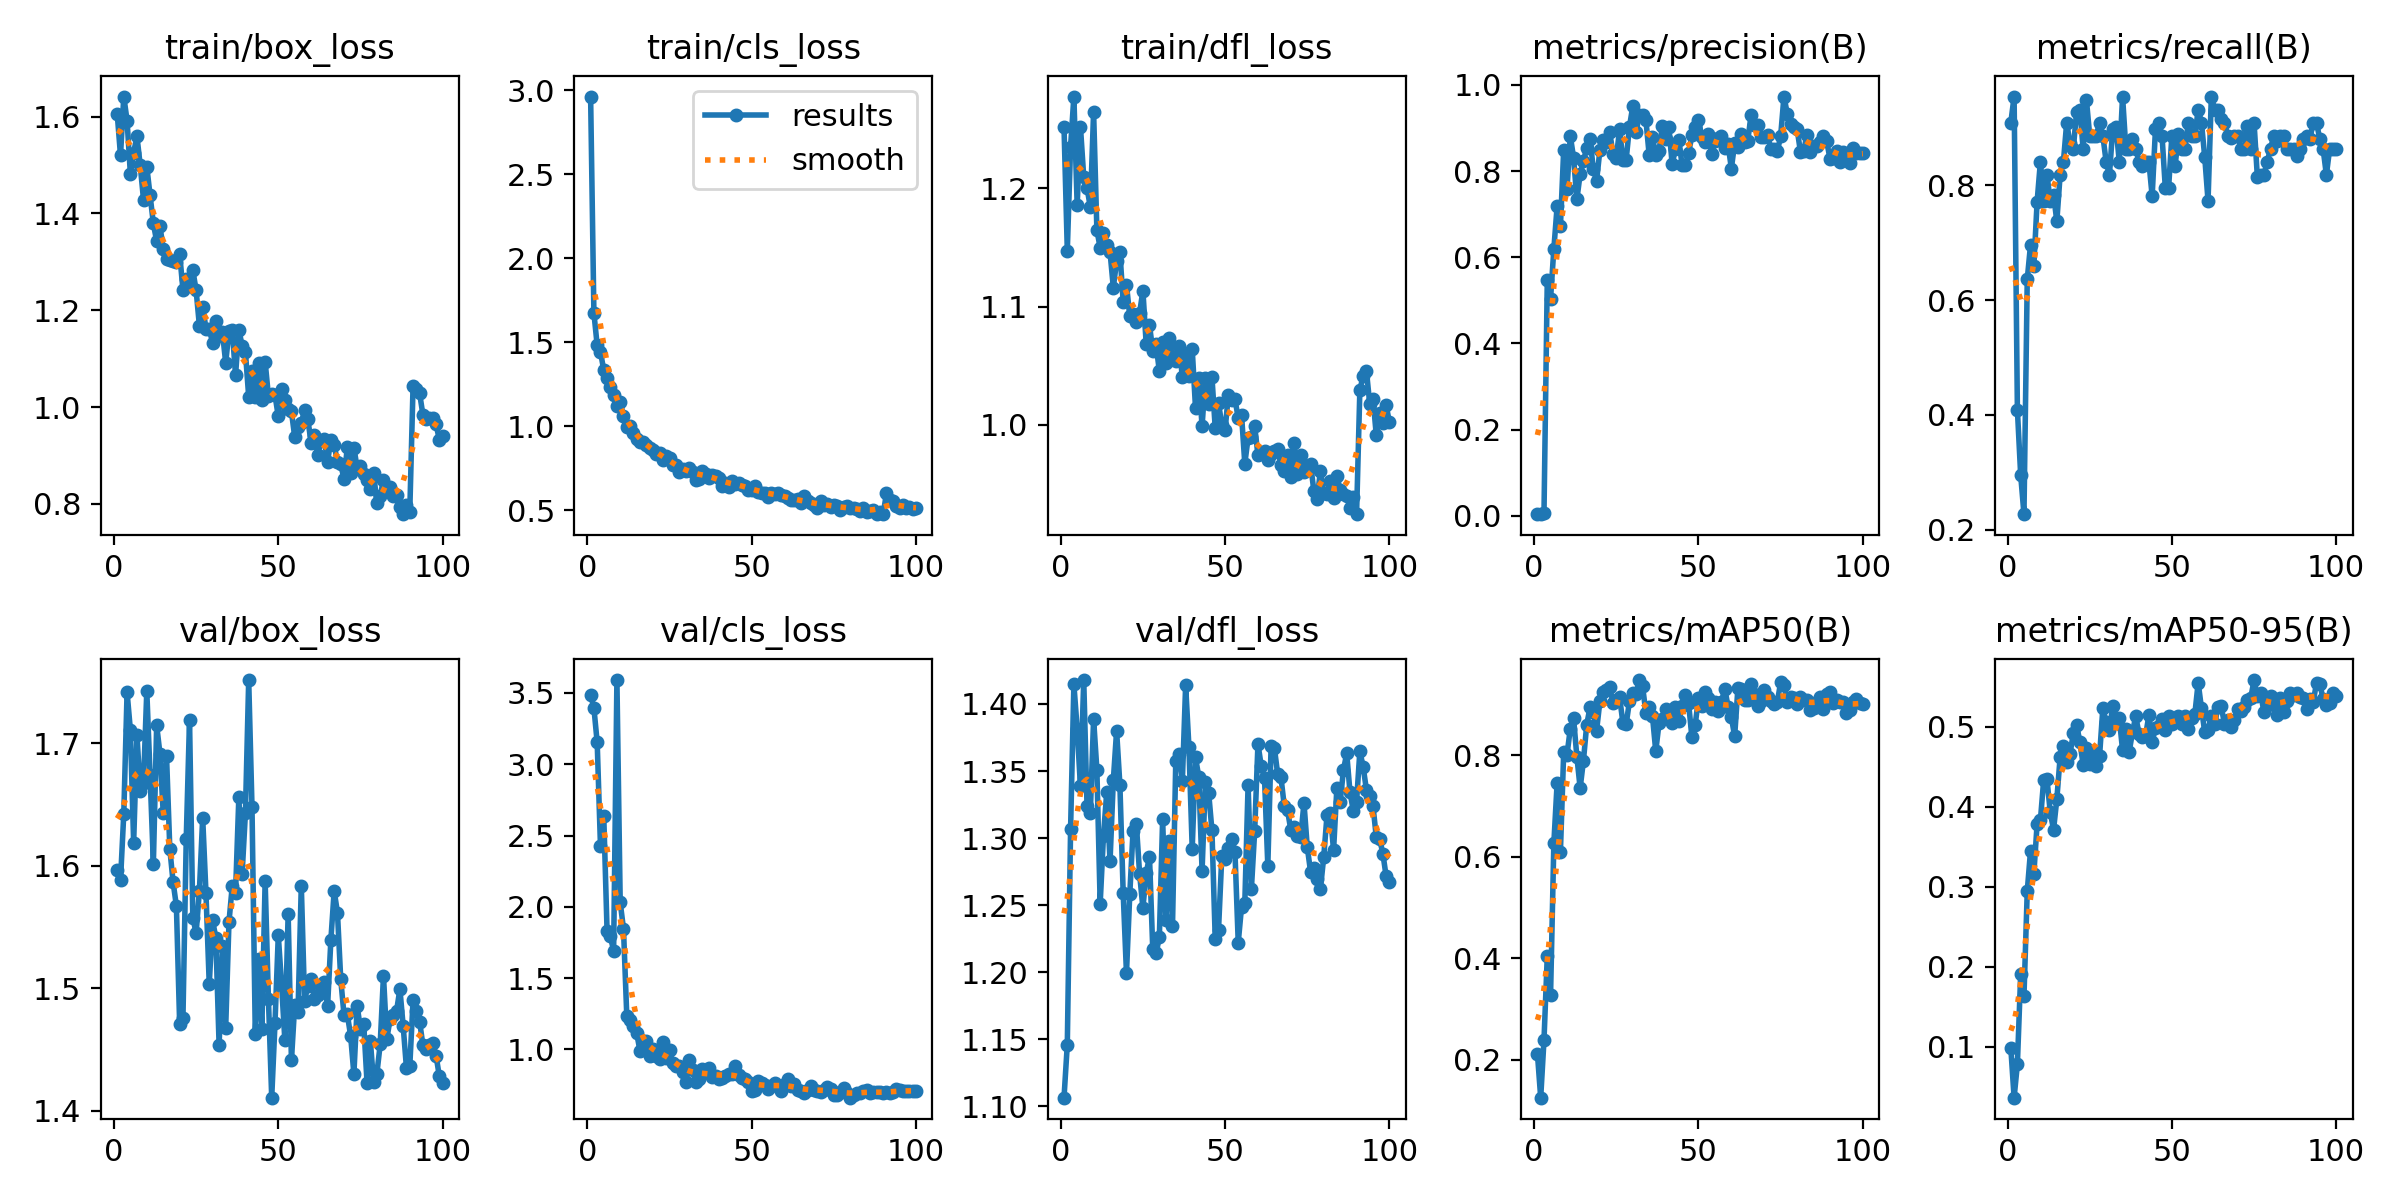 train/box_loss
1.6
1.4
1.2
1.0
0.8
0 50 100
train/cls_loss
results
smooth
3.0
2.5
2.0
1.5
1.0
0.5
0 50 100
train/dfl_loss
1.2
1.1
1.0
0 50 100
metrics/precision(B)
1.0
0.8
0.6
0.4
0.2
0.0
0 50 100
metrics/recall(B)
0.8
0.6
0.4
0.2
0 50 100
val/box_loss
1.7
1.6
1.5
1.4
0 50 100
val/cls_loss
3.5
3.0
2.5
2.0
1.5
1.0
0 50 100
val/dfl_loss
1.40
1.35
1.30
1.25
1.20
1.15
1.10
0 50 100
metrics/mAP50(B)
0.8
0.6
0.4
0.2
0 50 100
metrics/mAP50-95(B)
0.5
0.4
0.3
0.2
0.1
0 50 100